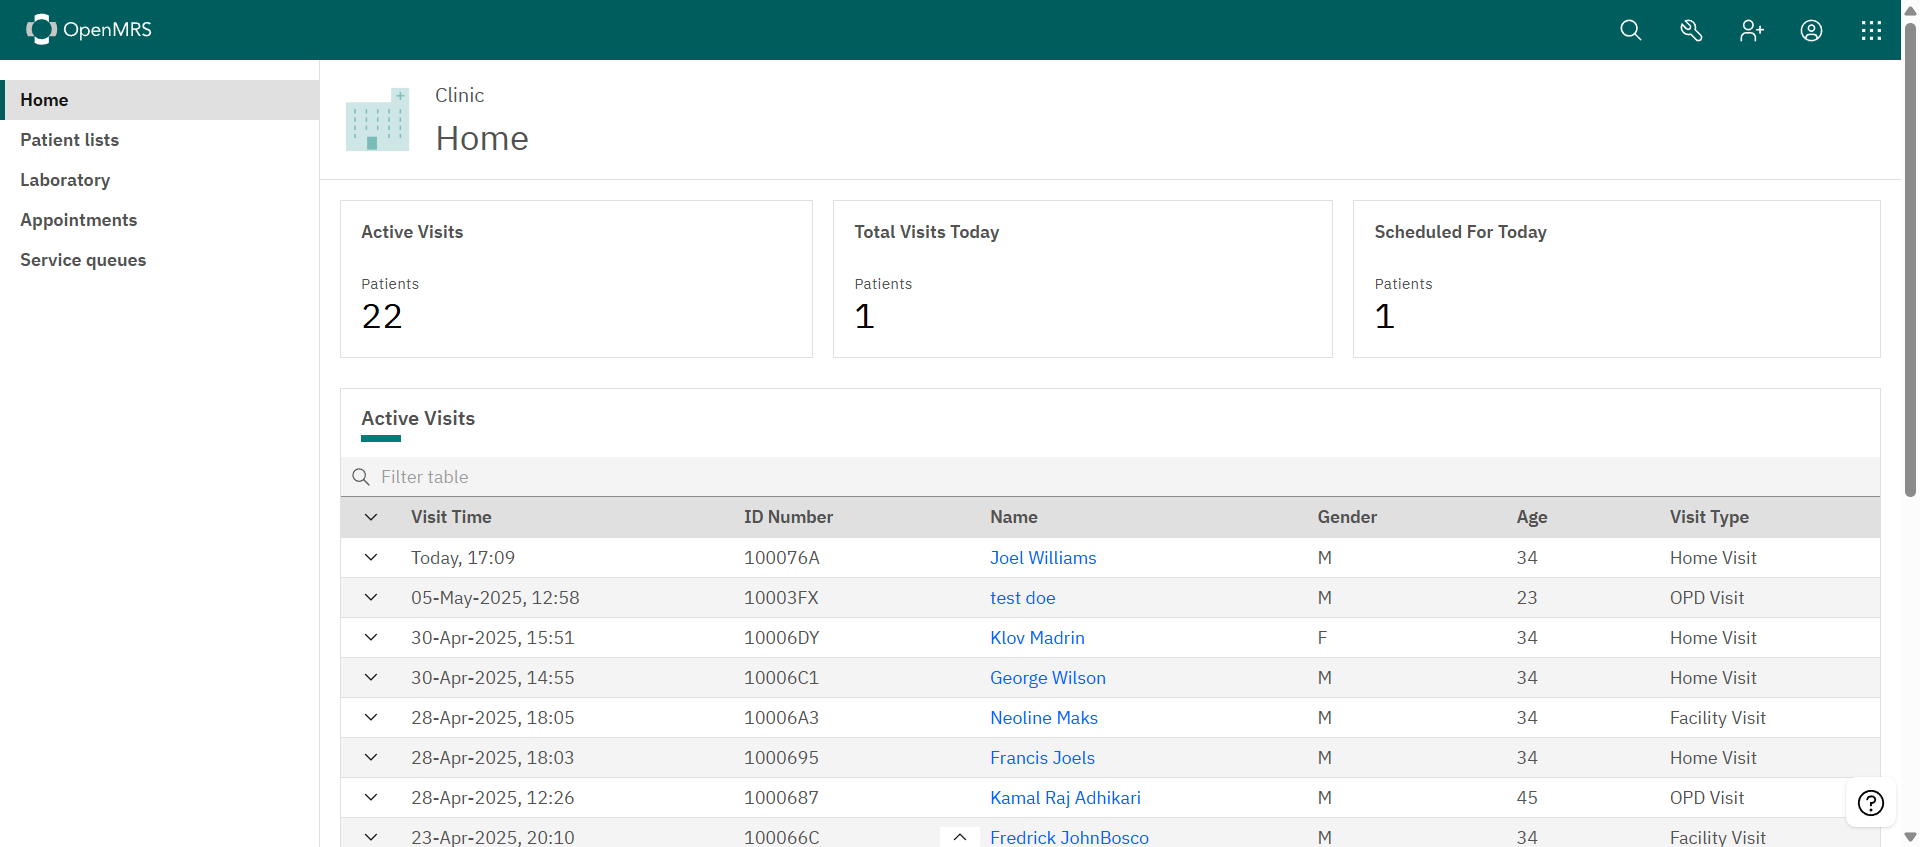 OpenMRS
Home
Patient lists
Laboratory
Appointments
Service queues
Clinic
Home
Active Visits
Patients
22
Total Visits Today
Patients
1
Scheduled For Today
Patients
1
Active Visits
Filter table
Visit Time ID Number Name Gender Age Visit Type
Today, 17:09 100076A Joel Williams M 34 Home Visit
05-May-2025, 12:58 10003FX test doe M 23 OPD Visit
30-Apr-2025, 15:51 10006DY Klov Madrin F 34 Home Visit
30-Apr-2025, 14:55 10006C1 George Wilson M 34 Home Visit
28-Apr-2025, 18:05 10006A3 Neoline Maks M 34 Facility Visit
28-Apr-2025, 18:03 1000695 Francis Joels M 34 Home Visit
28-Apr-2025, 12:26 1000687 Kamal Raj Adhikari M 45 OPD Visit
23-Apr-2025, 20:10 100066C Fredrick JohnBosco M 34 Facility Visit